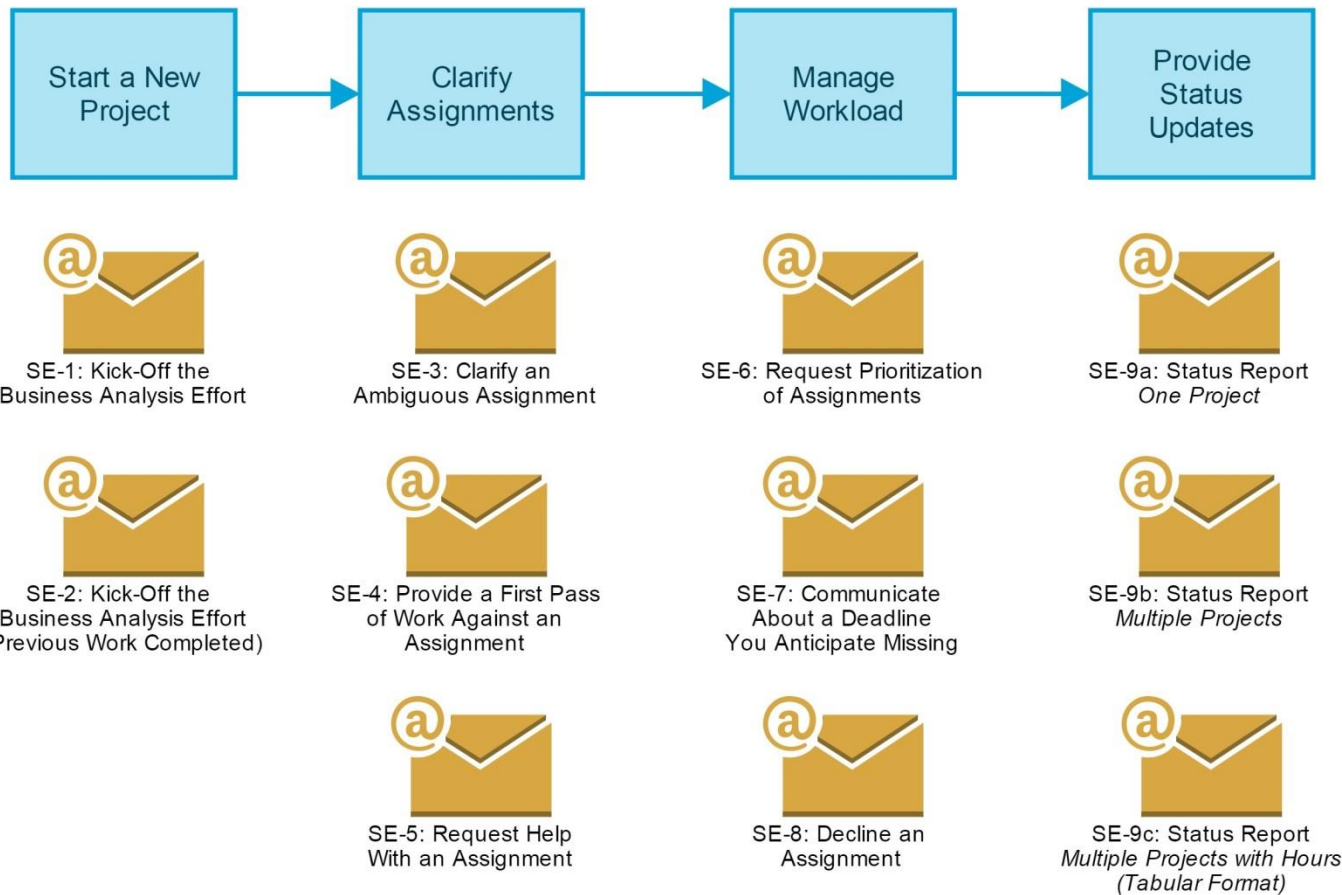 Start a New
Project
Clarify
Assignments
Manage
Workload
Provide
Status
Updates
@
SE-1: Kick-Off the
Business Analysis Effort
@
SE-3: Clarify an
Ambiguous Assignment
@
SE-6: Request Prioritization
of Assignments
@
SE-9a: Status Report
One Project
@
SE-2: Kick-Off the
Business Analysis Effort
Previous Work Completed)
@
SE-4: Provide a First Pass
of Work Against an
Assignment
@
SE-7: Communicate
About a Deadline
You Anticipate Missing
@
SE-9b: Status Report
Multiple Projects
@
SE-5: Request Help
With an Assignment
@
SE-8: Decline an
Assignment
@
SE-9c: Status Report
Multiple Projects with Hours
(Tabular Format)